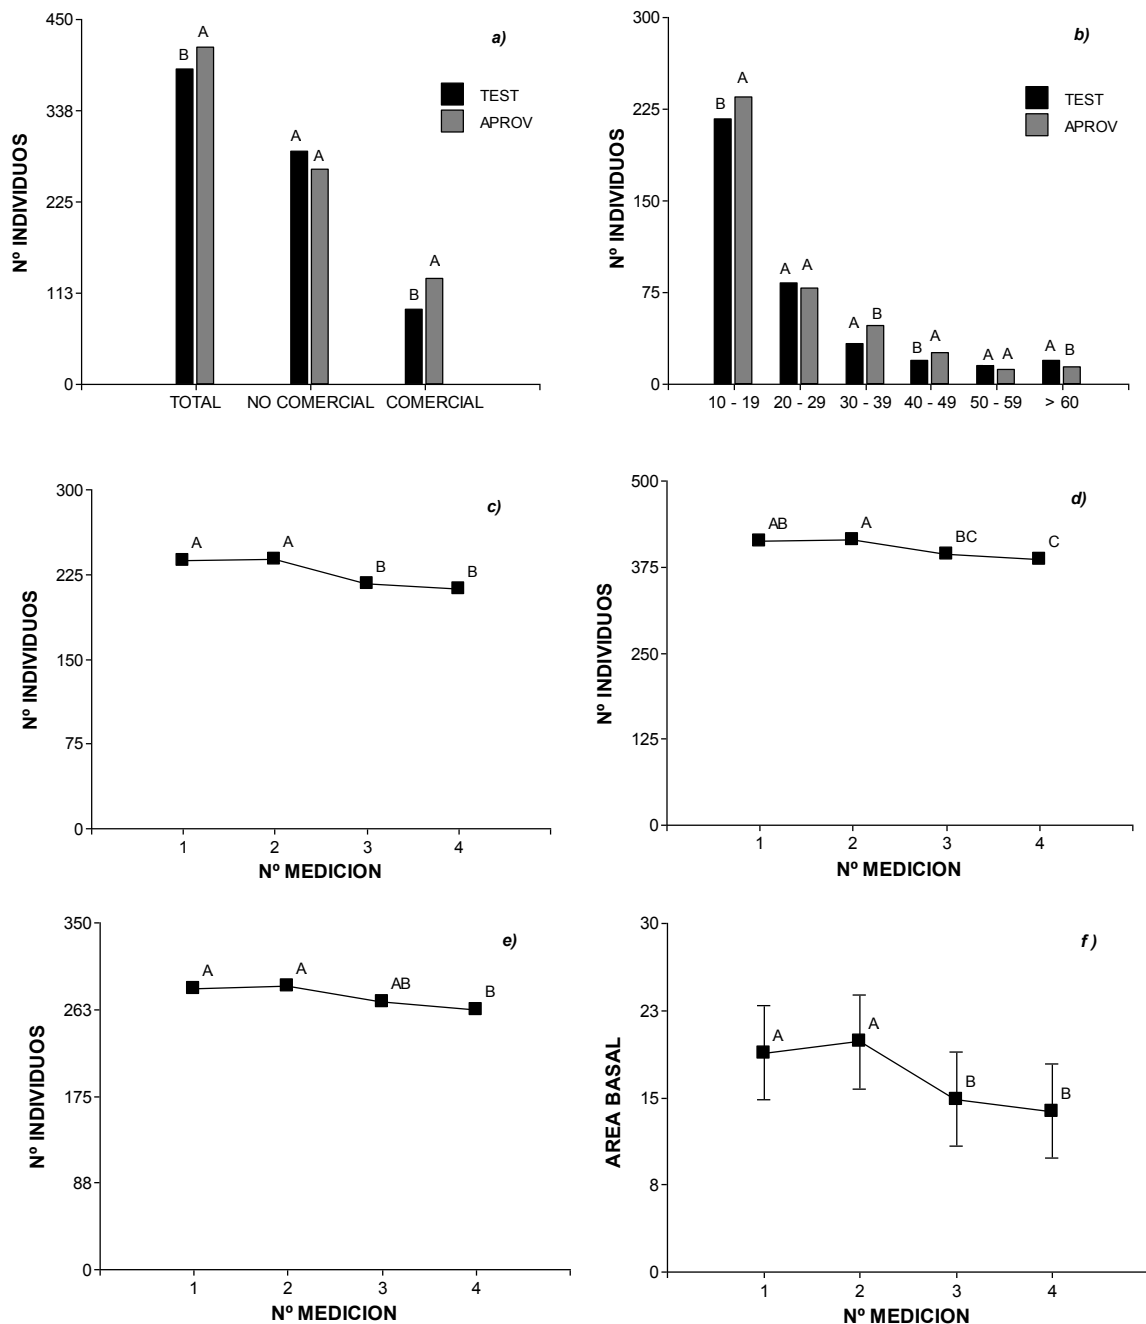 450
338
225
113
0
Nº INDIVIDUOS
a)
B A
A A
B A
TEST
APROV
TOTAL NO COMERCIAL COMERCIAL
300
225
150
75
0
Nº INDIVIDUOS
b)
B A
A A
A B
B A
A A
A B
TEST
APROV
10 - 19 20 - 29 30 - 39 40 - 49 50 - 59 > 60
300
225
150
75
0
Nº INDIVIDUOS
c)
A A B B
1 2 3 4
Nº MEDICION
500
375
250
125
0
Nº INDIVIDUOS
d)
AB A BC C
1 2 3 4
Nº MEDICION
350
263
175
88
0
Nº INDIVIDUOS
e)
A A AB B
1 2 3 4
Nº MEDICION
30
23
15
8
0
AREA BASAL
f )
A A B B
1 2 3 4
Nº MEDICION